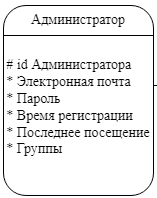 Администратор
# id Администратора
* Электронная почта
* Пароль
* Время регистрации
* Последнее посещение
* Группы